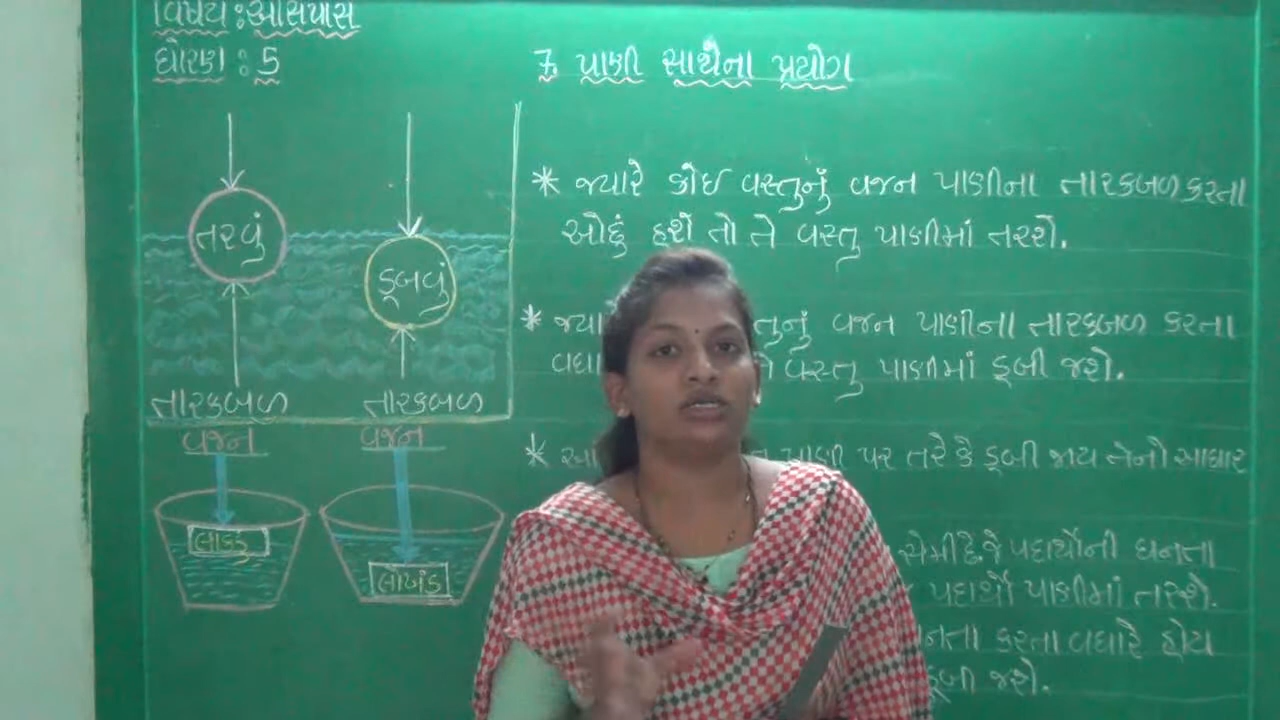 વિષય : આસપાસ
ધોરણ : 5
7. પાણી સાથેના પ્રયોગ
તરવું
ડૂબવું
તારકબળ
તારકબળ
વજન
વજન
લાકડું
લોખંડ
* જ્યારે કોઇ વસ્તુનું વજન પાણીના તારકબળ કરતા
ઓછું હશે તો તે વસ્તુ પાણીમાં તરશે.
* વજન પાણીના તારકબળ કરતા
વસ્તુ પાણીમાં ડૂબી જશે.
* પાણી પર તરે કે ડૂબી જાય તેનો આધાર
પદાર્થોની ઘનતા
પદાર્થો પાણીમાં તરશે.
કરતા વધારે હોય
ડૂબી જશે.